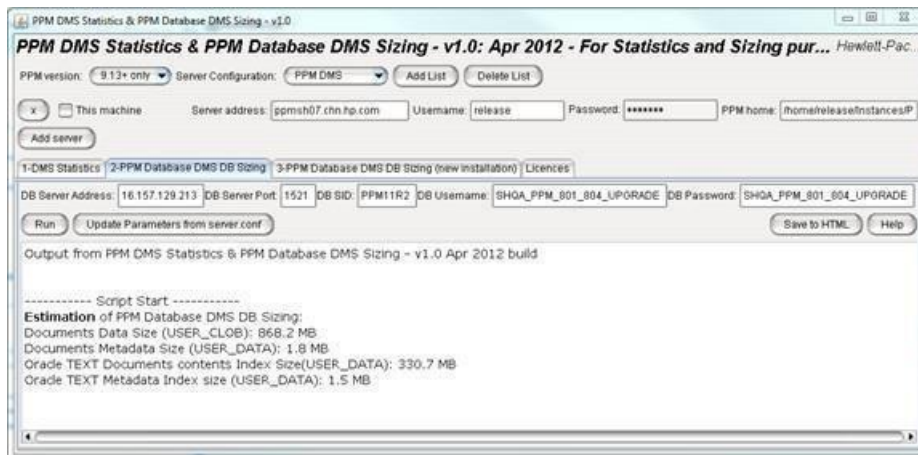 PPM DMS Statistics & PPM Database DMS Sizing - v1.0
PPM DMS Statistics & PPM Database DMS Sizing - v1.0: Apr 2012 - For Statistics and Sizing pur... Hewlett-Pac...
PPM version: 9.13+ only Server Configuration: PPM DMS Add List Delete List
x This machine Server address: ppmsh07.chn.hp.com Username: release Password: ******* PPM home: /home/release/instances/P
Add server
1-DMS Statistics 2-PPM Database DMS DB Sizing 3-PPM Database DMS DB Sizing (new installation) Licences
DB Server Address: 16.157.129.213 DB Server Port: 1521 DB SID: PPM11R2 DB Username: SHQA_PPM_801_804_UPGRADE DB Password: SHQA_PPM_801_804_UPGRADE
Run Update Parameters from server.conf Save to HTML Help
Output from PPM DMS Statistics & PPM Database DMS Sizing - v1.0 Apr 2012 build
----------- Script Start -----------
Estimation of PPM Database DMS DB Sizing:
Documents Data Size (USER_CLOB): 868.2 MB
Documents Metadata Size (USER_DATA): 1.8 MB
Oracle TEXT Documents contents Index Size(USER_DATA): 330.7 MB
Oracle TEXT Metadata Index size (USER_DATA): 1.5 MB